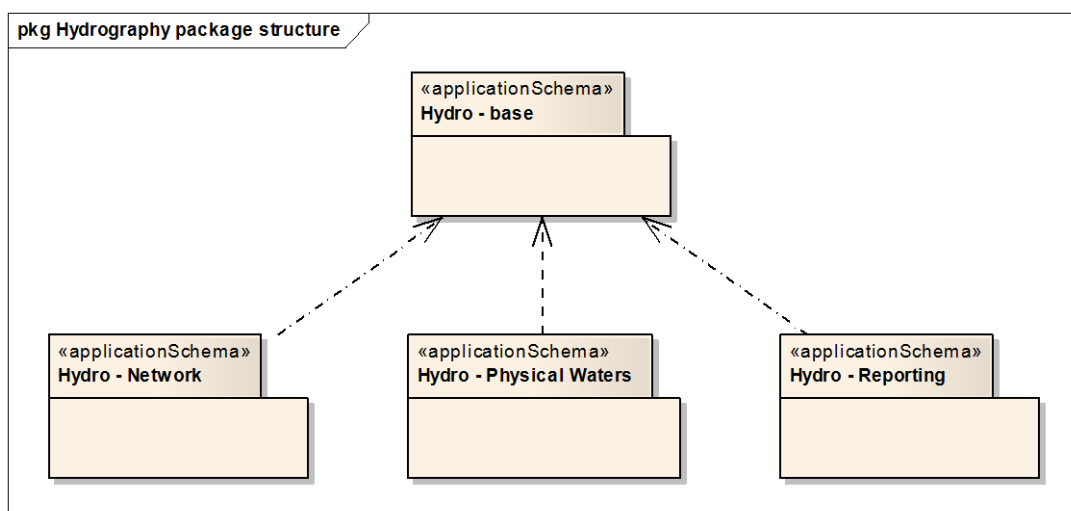 pkg Hydrography package structure
«applicationSchema»
Hydro - base
«applicationSchema»
Hydro - Network
«applicationSchema»
Hydro - Physical Waters
«applicationSchema»
Hydro - Reporting